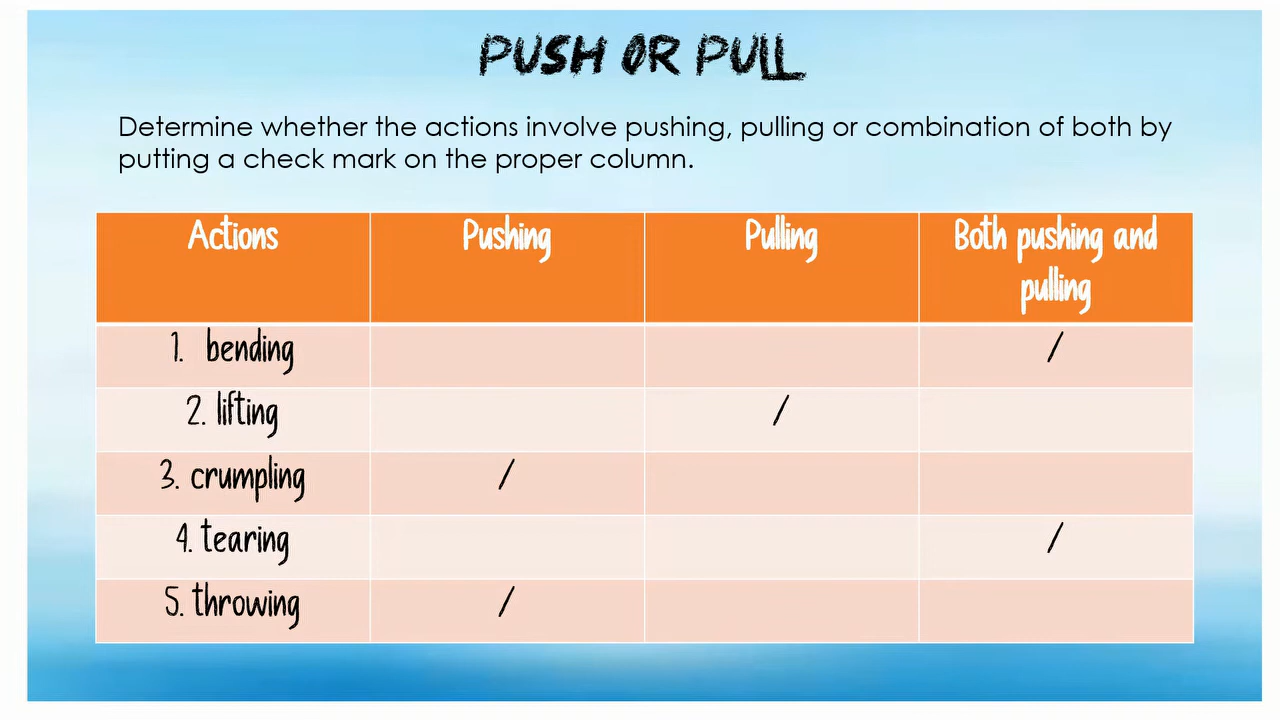 PUSH OR PULL
Determine whether the actions involve pushing, pulling or combination of both by
putting a check mark on the proper column.
Actions Pushing Pulling Both pushing and
pulling
1. bending /
2. lifting /
3. crumpling /
4. tearing /
5. throwing /